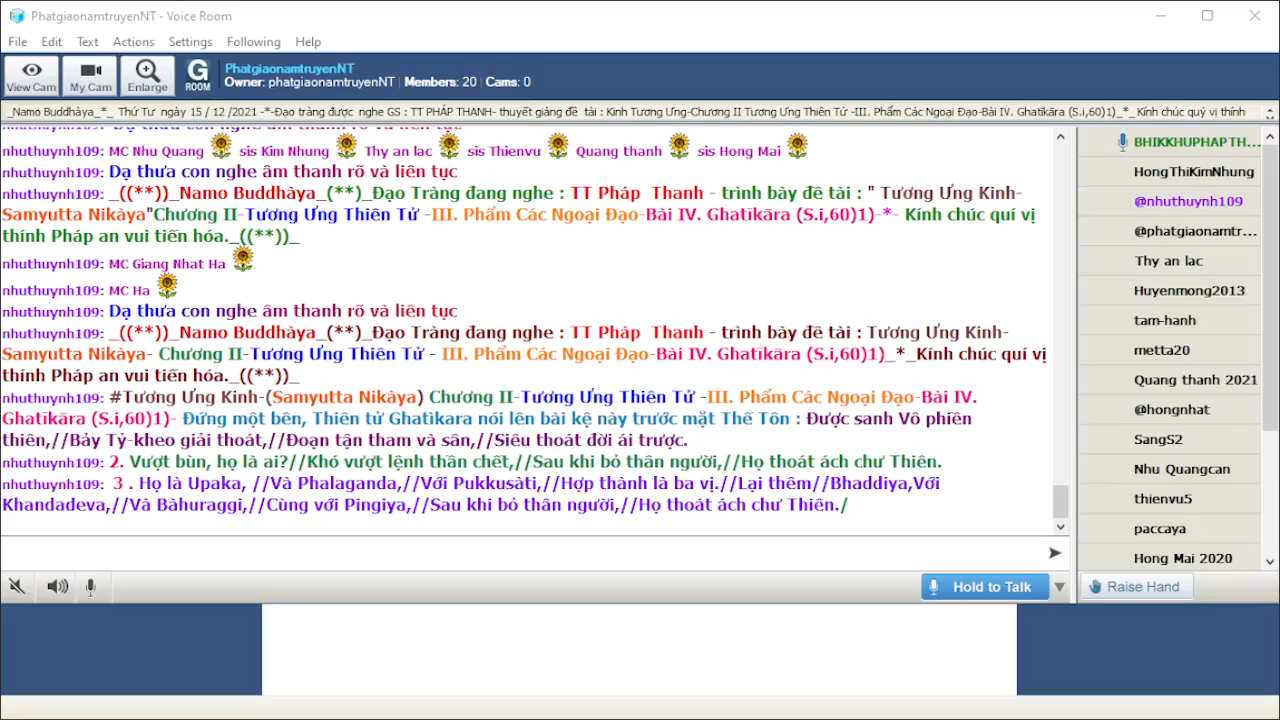 PhatgiaonamtruyenNT - Voice Room
File Edit Text Actions Settings Following Help
View Cam My Cam Enlarge G ROOM
PhatgiaonamtruyenNT
Owner: phatgiaonamtruyenNT | Members: 20 | Cams: 0
_Namo Buddhàya_*_ Thứ Tư ngày 15 / 12 /2021 -*-Đạo tràng được nghe GS : TT PHÁP THANH- thuyết giảng đề tài : Kinh Tương Ưng-Chương II Tương Ưng Thiên Tử -III. Phẩm Các Ngoại Đạo-Bài IV. Ghatīkāra (S.i,60)1)_*_Kính chúc quý vị thính
nhuthuynh109: MC Nhu Quang sis Kim Nhung Thy an lac sis Thienvu Quang thanh sis Hong Mai
nhuthuynh109: Dạ thưa con nghe âm thanh rõ và liên tục
nhuthuynh109: _((**))_Namo Buddhàya_(**)_Đạo Tràng đang nghe : TT Pháp Thanh - trình bày đề tài : " Tương Ưng Kinh-
Samyutta Nikàya"Chương II-Tương Ưng Thiên Tử -III. Phẩm Các Ngoại Đạo-Bài IV. Ghatīkāra (S.i,60)1)-*- Kính chúc quí vị
thính Pháp an vui tiến hóa._((**))_
nhuthuynh109: MC Giang Nhat Ha
nhuthuynh109: MC Ha
nhuthuynh109: Dạ thưa con nghe âm thanh rõ và liên tục
nhuthuynh109: _((**))_Namo Buddhàya_(**)_Đạo Tràng đang nghe : TT Pháp Thanh - trình bày đề tài : Tương Ưng Kinh-
Samyutta Nikàya- Chương II-Tương Ưng Thiên Tử - III. Phẩm Các Ngoại Đạo-Bài IV. Ghatīkāra (S.i,60)1)_*_Kính chúc quí vị
thính Pháp an vui tiến hóa._((**))_
nhuthuynh109: #Tương Ưng Kinh-(Samyutta Nikàya) Chương II-Tương Ưng Thiên Tử -III. Phẩm Các Ngoại Đạo-Bài IV.
Ghatīkāra (S.i,60)1)- Đứng một bên, Thiên tử Ghatikara nói lên bài kệ này trước mặt Thế Tôn : Được sanh Vô phiền
thiên,//Bảy Tỷ-kheo giải thoát,//Đoạn tận tham và sân,//Siêu thoát đời ái trược.
nhuthuynh109: 2. Vượt bùn, họ là ai?//Khó vượt lệnh thần chết,//Sau khi bỏ thân người,//Họ thoát ách chư Thiên.
nhuthuynh109: 3 . Họ là Upaka, //Và Phalaganda,//Với Pukkusàti,//Hợp thành là ba vị.//Lại thêm//Bhaddiya,Với
Khandadeva,//Và Bàhuraggi,//Cùng với Pingiya,//Sau khi bỏ thân người,//Họ thoát ách chư Thiên./
BHIKKHUPHAPTH...
HongThiKimNhung
@nhuthuynh109
@phatgiaonamtr...
Thy an lac
Huyenmong2013
tam-hanh
metta20
Quang thanh 2021
@hongnhat
SangS2
Nhu Quangcan
thienvu5
paccaya
Hong Mai 2020
Hold to Talk
Raise Hand